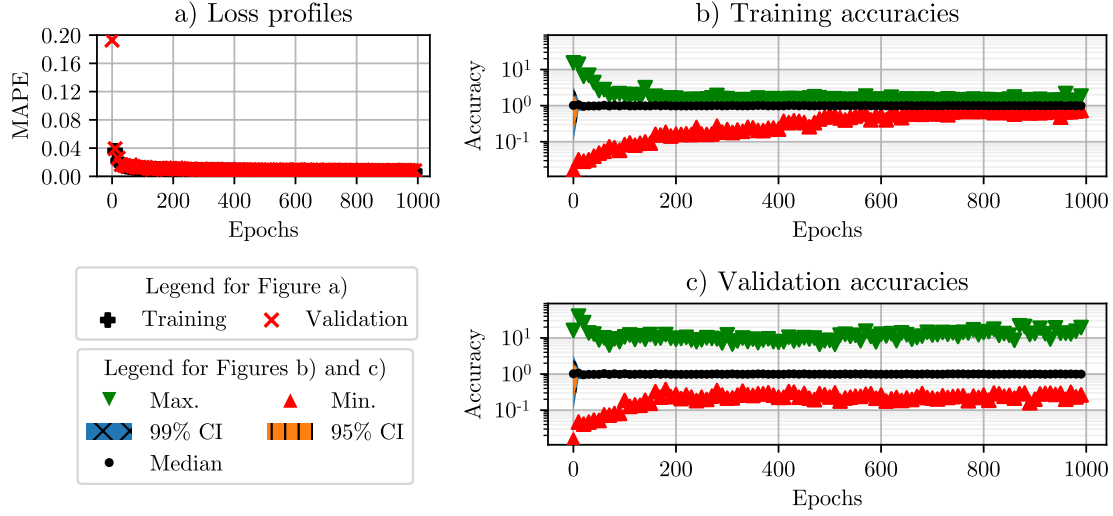 a) Loss profiles
MAPE
0.20
0.16
0.12
0.08
0.04
0.00
0 200 400 600 800 1000
Epochs
b) Training accuracies
Accuracy
10^1
10^0
10^-1
0 200 400 600 800 1000
Epochs
Legend for Figure a)
Training Validation
Legend for Figures b) and c)
Max. Min.
99% CI 95% CI
Median
c) Validation accuracies
Accuracy
10^1
10^0
10^-1
0 200 400 600 800 1000
Epochs